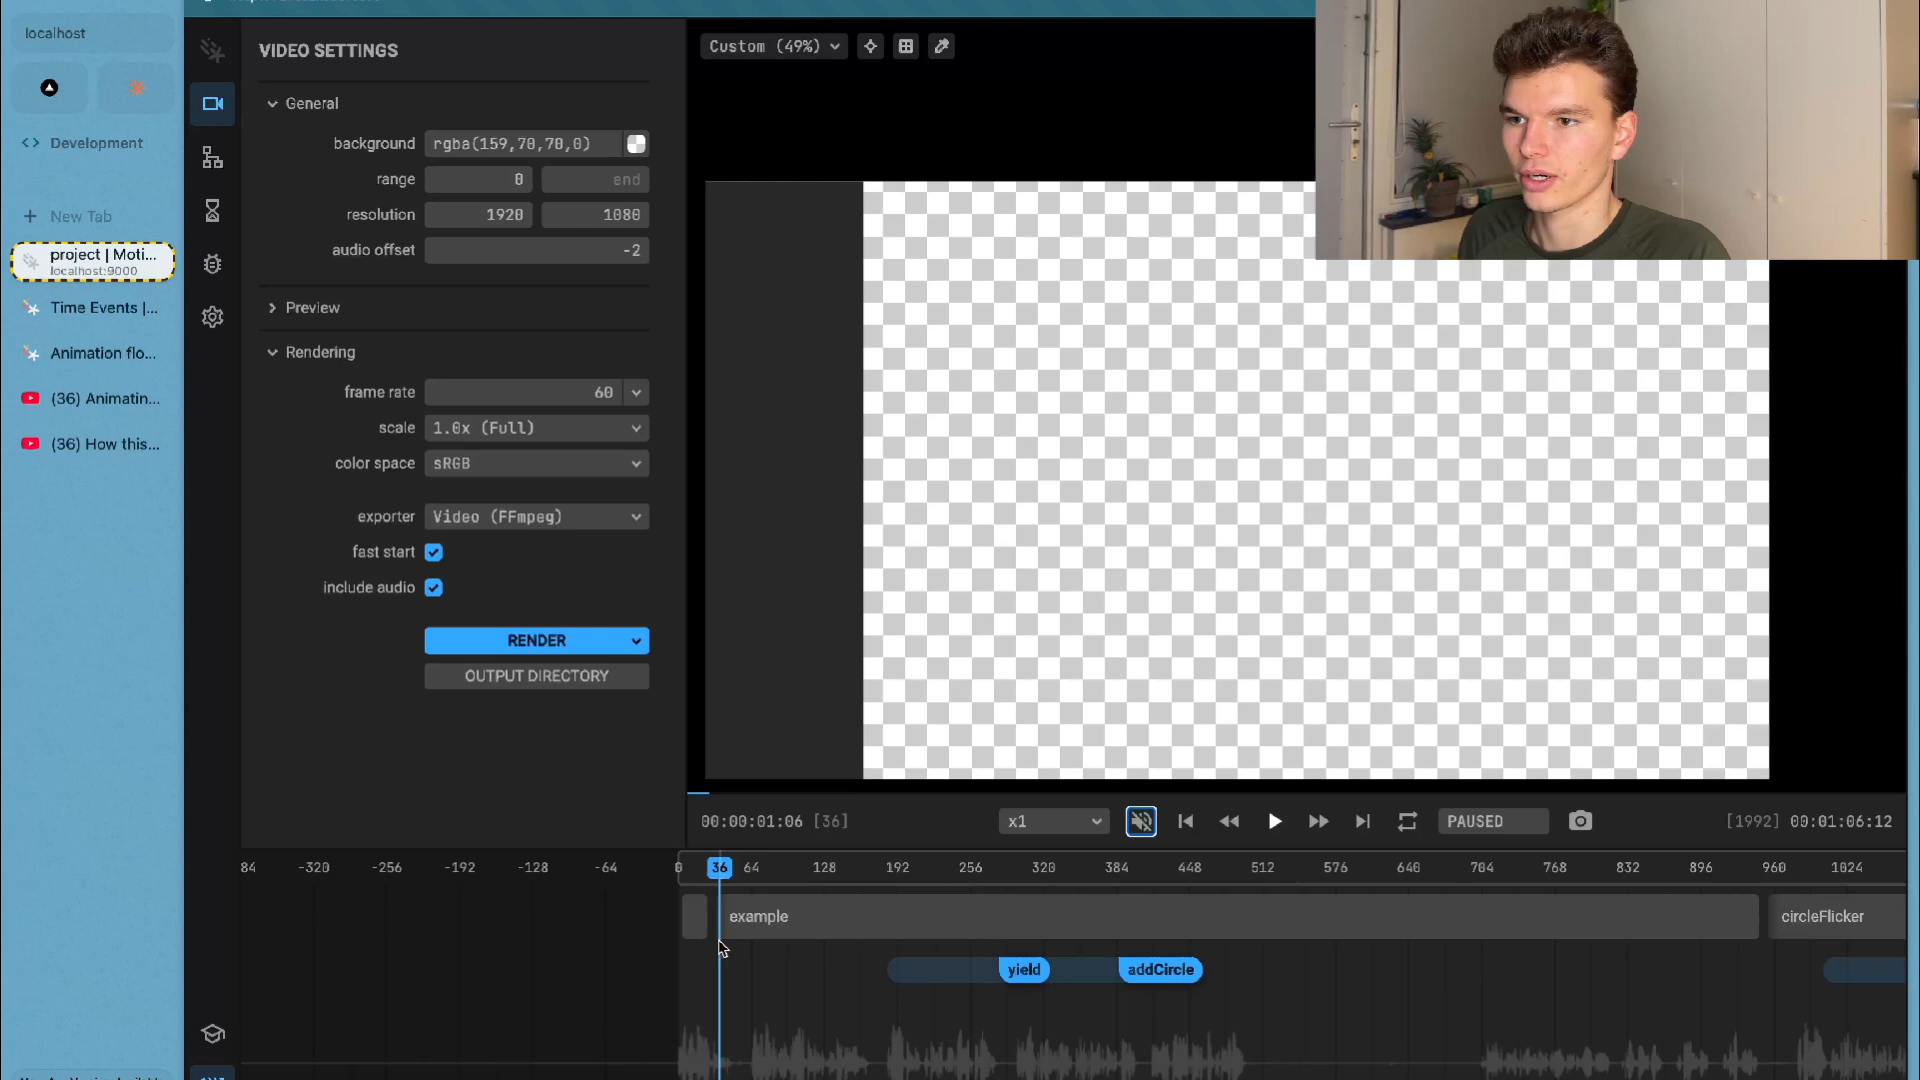 localhost
Development
New Tab
project | Moti...
localhost:9000
Time Events |...
Animation flo...
(36) Animatin...
(36) How this...
VIDEO SETTINGS
General
background
rgba(159,70,70,0)
range
0
end
resolution
1920
1080
audio offset
-2
Preview
Rendering
frame rate
60
scale
1.0x (Full)
color space
sRGB
exporter
Video (FFmpeg)
fast start
include audio
RENDER
OUTPUT DIRECTORY
Custom (49%)
00:00:01:06 [36]
x1
PAUSED
[1992] 00:01:06:12
84 -320 -256 -192 -128 -64 0 36 64 128 192 256 320 384 448 512 576 640 704 768 832 896 960 1024
example
circleFlicker
yield
addCircle